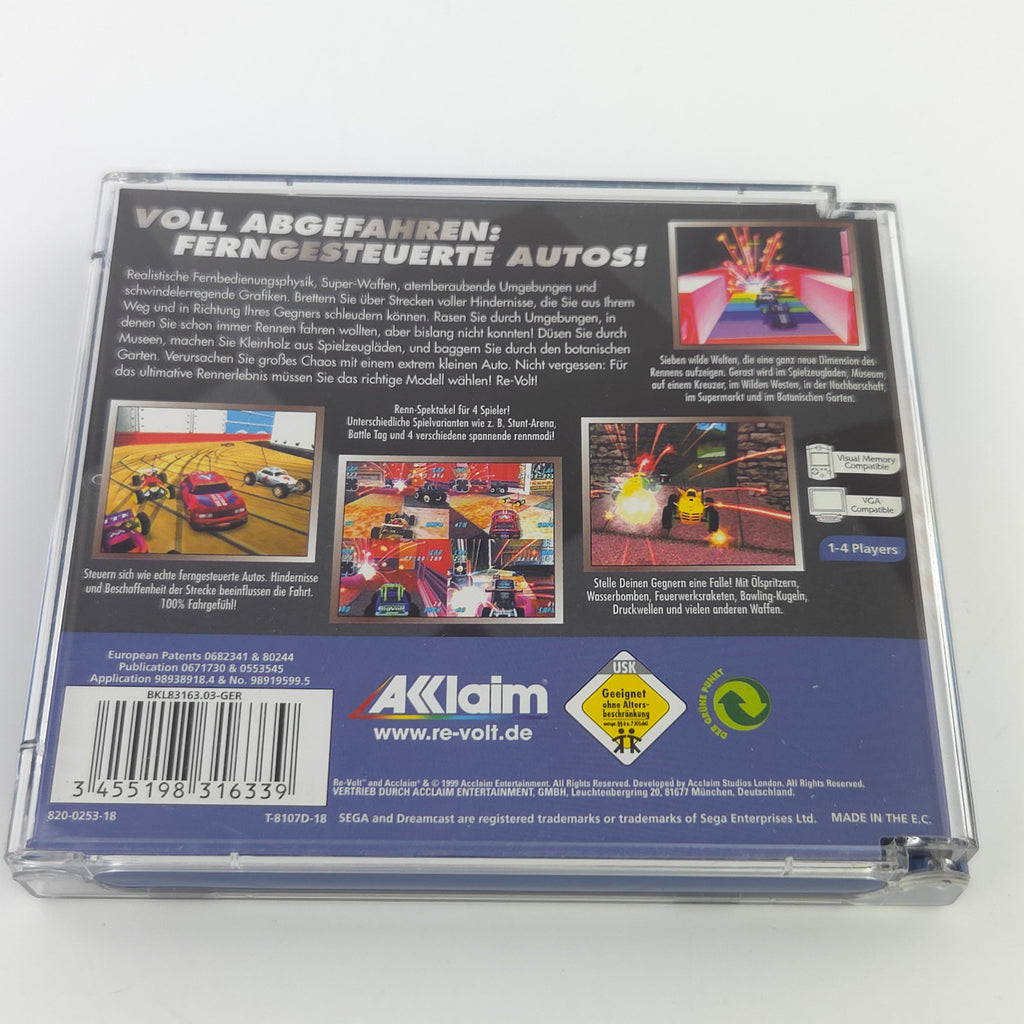 VOLL ABGEFAHREN:
FERNGESTEUERTE AUTOS!
Realistische Fernbedienungsphysik, Super-Waffen, atemberaubende Umgebungen und
schwindelerregende Grafiken. Brettern Sie über Strecken voller Hindernisse, die Sie aus Ihrem
Weg und in Richtung Ihres Gegners schleudern können. Rasen Sie durch Umgebungen, in
denen Sie schon immer Rennen fahren wollten, aber bislang nicht konnten! Düsen Sie durch
Museen, machen Sie Kleinholz aus Spielzeugläden, und baggern Sie durch den botanischen
Garten. Verursachen Sie großes Chaos mit einem extrem kleinen Auto. Nicht vergessen: Für
das ultimative Rennerlebnis müssen Sie das richtige Modell wählen! Re-Volt!
Sieben wilde Welten, die eine ganz neue Dimension des
Rennens aufzeigen. Gerast wird im Spielzeugladen, Museum,
auf einem Kreuzer, im Wilden Westen, in der Nachbarschaft,
im Supermarkt und im Botanischen Garten.
Renn-Spektakel für 4 Spieler!
Unterschiedliche Spielvarianten wie z. B. Stunt-Arena,
Battle Tag und 4 verschiedene spannende rennmodi!
Visual Memory
Compatible
VGA
Compatible
1-4 Players
Steuern sich wie echte ferngesteuerte Autos. Hindernisse
und Beschaffenheit der Strecke beeinflussen die Fahrt.
100% Fahrgefühl!
Stelle Deinen Gegnern eine Falle! Mit Ölspritzern,
Wasserbomben, Feuerwerksraketen, Bowling-Kugeln,
Druckwellen und vielen anderen Waffen.
European Patents 0682341 & 80244
Publication 0671730 & 0553545
Application 98938918.4 & No. 98919599.5
BKL83163.03-GER
3 455198 316339
AKKlaim
www.re-volt.de
USK
Geeignet
ohne Alters-
beschränkung
DER GRÜNE PUNKT
Re-Volt™ and Acclaim® & © 1999 Acclaim Entertainment. All Rights Reserved. Developed by Acclaim Studios London. All Rights Reserved.
VERTRIEB DURCH ACCLAIM ENTERTAINMENT, GMBH, Leuchtenbergring 20, 81677 München, Deutschland.
820-0253-18
T-8107D-18
SEGA and Dreamcast are registered trademarks or trademarks of Sega Enterprises Ltd.
MADE IN THE E.C.